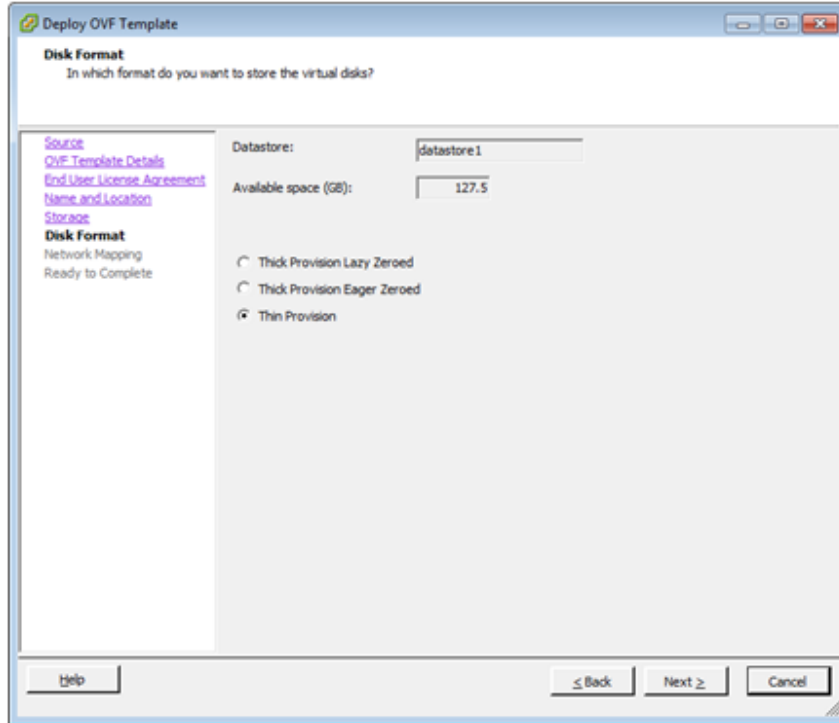 Deploy OVF Template
Disk Format
In which format do you want to store the virtual disks?
Source
OVF Template Details
End User License Agreement
Name and Location
Storage
Disk Format
Network Mapping
Ready to Complete
Datastore:
datastore1
Available space (GB):
127.5
Thick Provision Lazy Zeroed
Thick Provision Eager Zeroed
Thin Provision
Help
< Back
Next >
Cancel